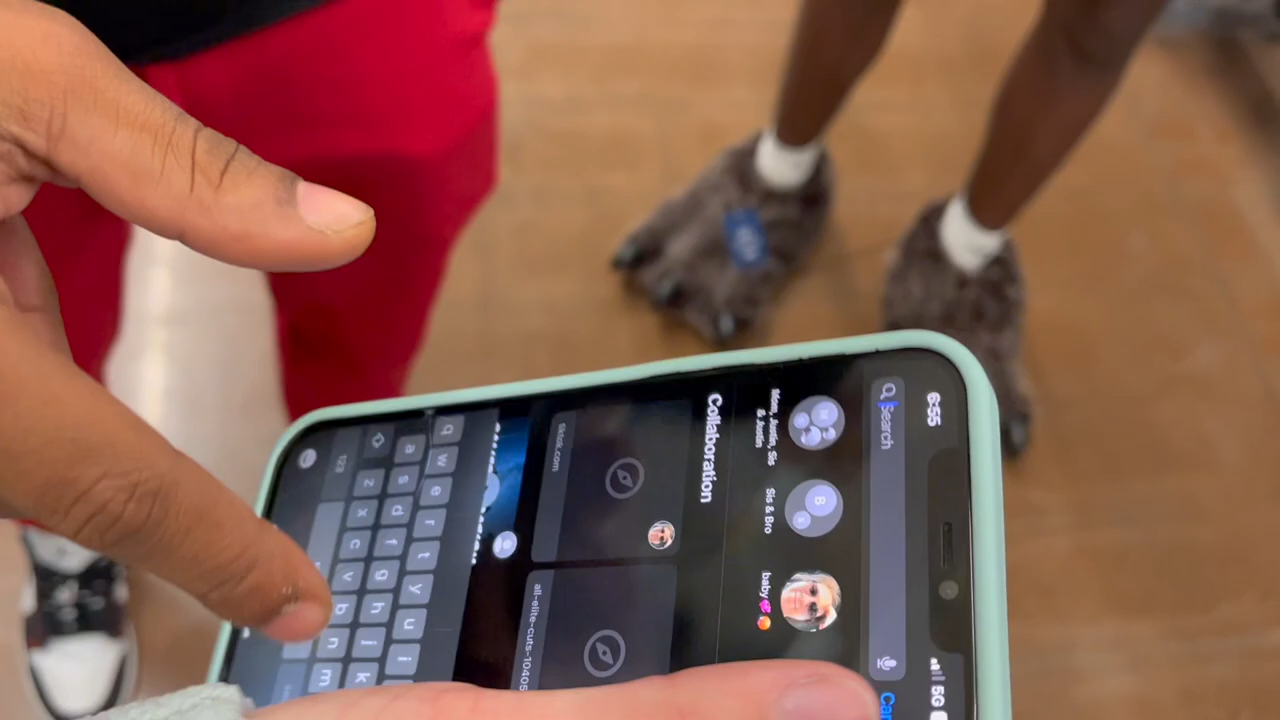 6:55
5G
Search
Mom, Justin, Sis
& Justin
Sis & Bro
B
baby
Collaboration
tiktok.com
all-elite-cuts-10405
q w e r t y u i
a s d f g h j k
z x c v b n m
123